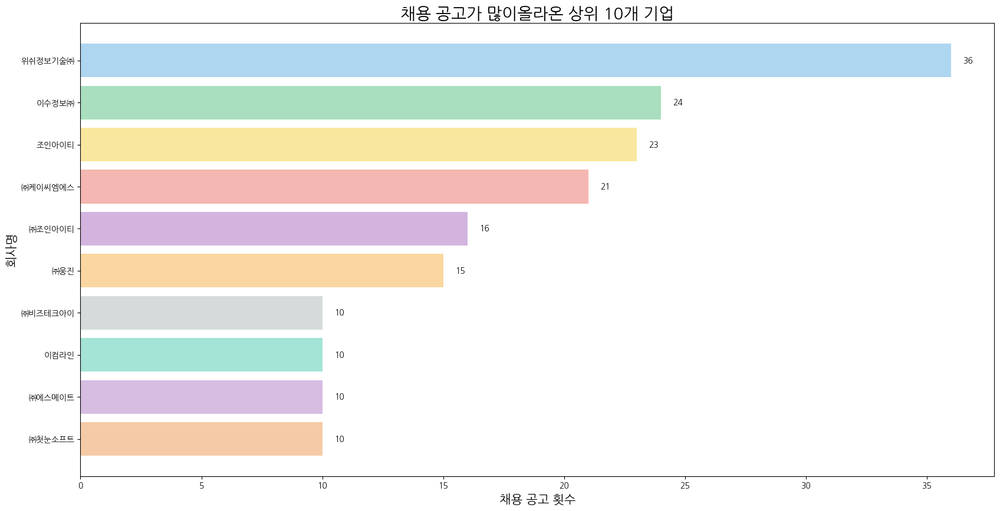 채용 공고가 많이올라온 상위 10개 기업
위쉬정보기술㈜
36
이수정보㈜
24
조인아이티
23
㈜케이씨엠에스
21
㈜조인아이티
16
㈜웅진
15
㈜비즈테크아이
10
이컴라인
10
㈜에스메이트
10
㈜첫눈소프트
10
회사명
0 5 10 15 20 25 30 35
채용 공고 횟수